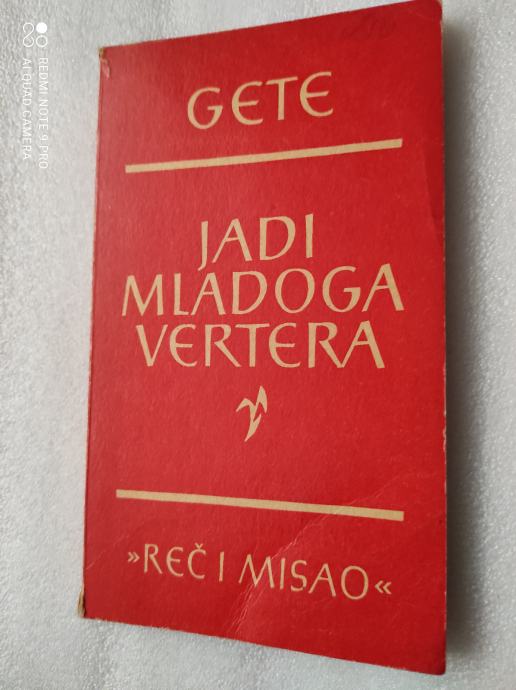 GETE
JADI
MLADOGA
VERTERA
»REČ I MISAO«
REDMI NOTE 9 PRO
AI QUAD CAMERA